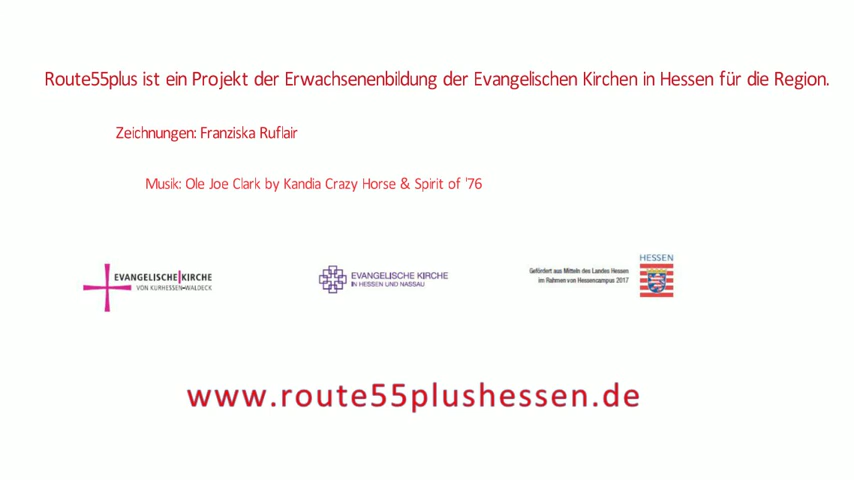 Route55plus ist ein Projekt der Erwachsenenbildung der Evangelischen Kirchen in Hessen für die Region.
Zeichnungen: Franziska Ruflair
Musik: Ole Joe Clark by Kandia Crazy Horse & Spirit of '76
EVANGELISCHE KIRCHE
VON KURHESSEN-WALDECK
EVANGELISCHE KIRCHE
IN HESSEN UND NASSAU
Gefördert aus Mitteln des Landes Hessen
im Rahmen von Hessencampus 2017
HESSEN
www.route55plushessen.de